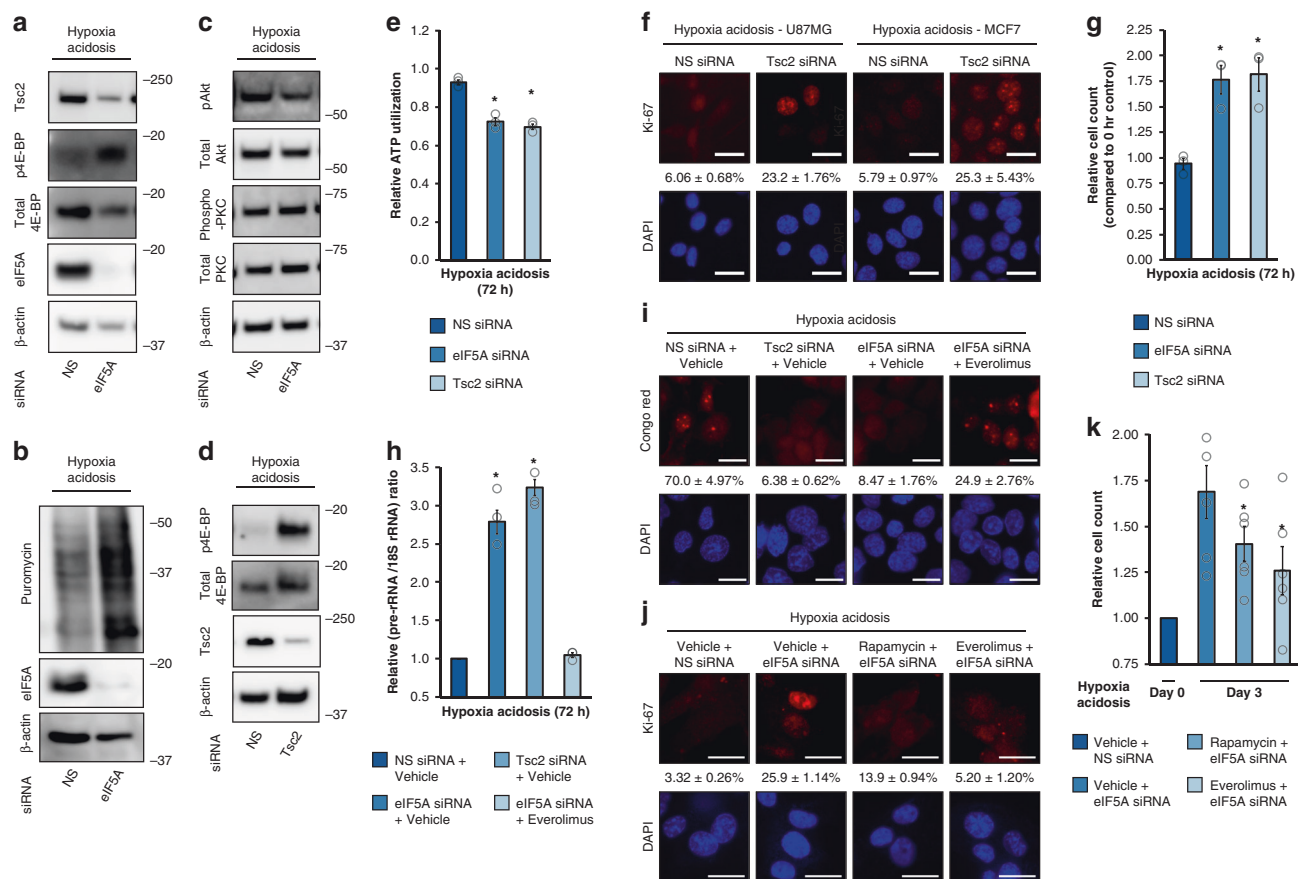 a
Hypoxia
acidosis
Tsc2
–250
p4E-BP
–20
Total
4E-BP
–20
eIF5A
–20
β-actin
–37
siRNA
NS
eIF5A
b
Hypoxia
acidosis
Puromycin
–50
–37
eIF5A
–20
β-actin
–37
siRNA
NS
eIF5A
c
Hypoxia
acidosis
pAkt
–50
Total
Akt
–50
Phospho
-PKC
–75
Total
PKC
–75
β-actin
–37
siRNA
NS
eIF5A
d
Hypoxia
acidosis
p4E-BP
–20
Total
4E-BP
–20
Tsc2
–250
β-actin
–37
siRNA
NS
Tsc2
e
Relative ATP utilization
1.2
1.0
0.8
0.6
0.4
0.2
0.0
*
*
Hypoxia acidosis
(72 h)
NS siRNA
eIF5A siRNA
Tsc2 siRNA
h
Relative (pre-rRNA /18S rRNA) ratio
3.5
3.0
2.5
2.0
1.5
1.0
0.5
*
*
Hypoxia acidosis (72 h)
NS siRNA +
Vehicle
Tsc2 siRNA
+ Vehicle
eIF5A siRNA
+ Vehicle
eIF5A siRNA
+ Everolimus
f
Hypoxia acidosis - U87MG
Hypoxia acidosis - MCF7
NS siRNA
Tsc2 siRNA
NS siRNA
Tsc2 siRNA
Ki-67
Ki-67
6.06 ± 0.68%
23.2 ± 1.76%
5.79 ± 0.97%
25.3 ± 5.43%
DAPI
DAPI
g
Relative cell count
(compared to 0 hr control)
2.25
2.00
1.75
1.50
1.25
1.00
0.75
0.50
0.25
0.00
*
*
Hypoxia acidosis (72 h)
NS siRNA
eIF5A siRNA
Tsc2 siRNA
i
Hypoxia acidosis
NS siRNA +
Vehicle
Tsc2 siRNA
+ Vehicle
eIF5A siRNA
+ Vehicle
eIF5A siRNA
+ Everolimus
Congo red
70.0 ± 4.97%
6.38 ± 0.62%
8.47 ± 1.76%
24.9 ± 2.76%
DAPI
j
Hypoxia acidosis
Vehicle +
NS siRNA
Vehicle +
eIF5A siRNA
Rapamycin +
eIF5A siRNA
Everolimus +
eIF5A siRNA
Ki-67
3.32 ± 0.26%
25.9 ± 1.14%
13.9 ± 0.94%
5.20 ± 1.20%
DAPI
k
Relative cell count
2.00
1.75
1.50
1.25
1.00
0.75
*
*
Hypoxia
acidosis
Day 0
Day 3
Vehicle +
NS siRNA
Rapamycin +
eIF5A siRNA
Vehicle +
eIF5A siRNA
Everolimus +
eIF5A siRNA